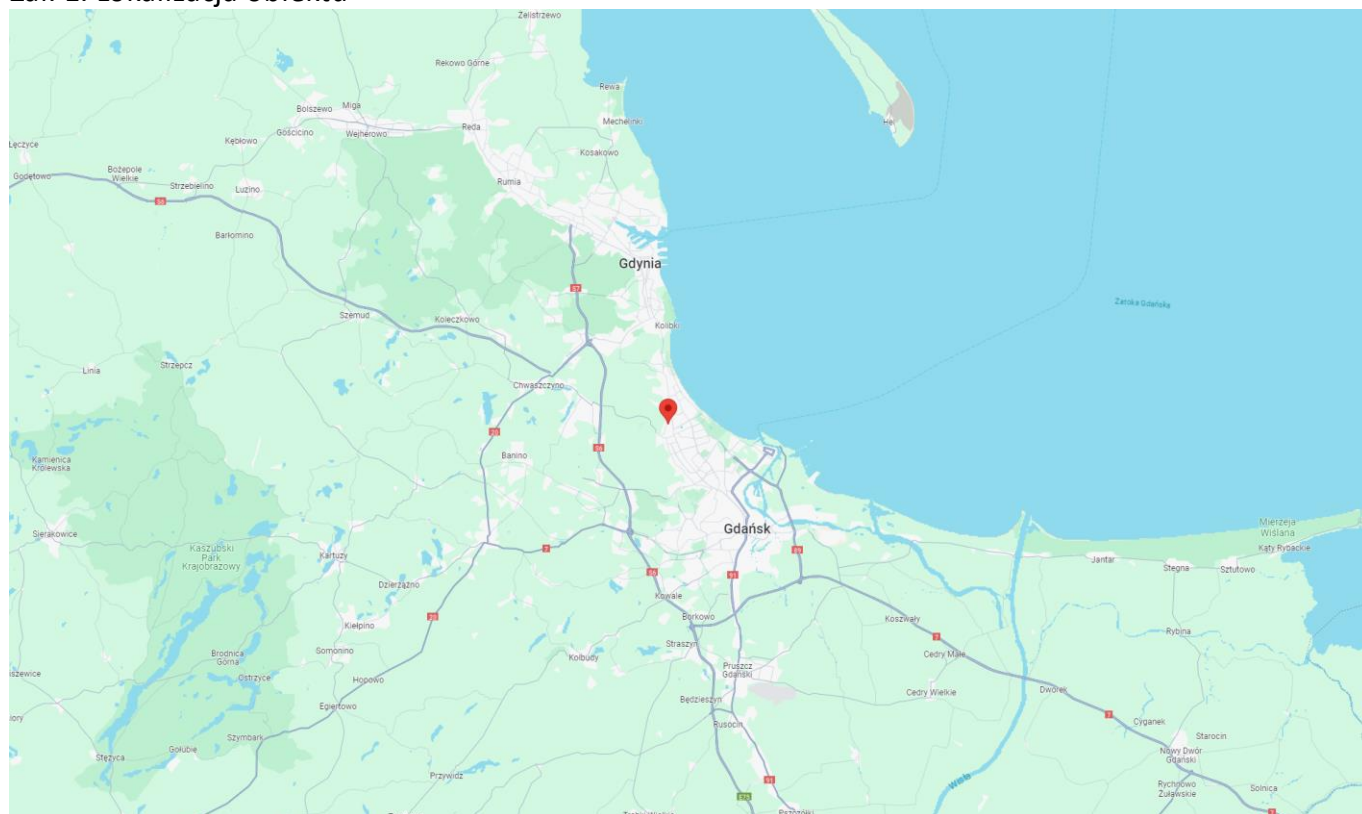 Zelistrzewo
Rekowo Górne
Rewa
Bolszewo
Miga
Mechelinki
Hel
Gościcino
Wejherowo
Reda
Kębłowo
Łęczyce
Kosakowo
Bożepole
Wielkie
Godętowo
Strzebielino
Luzino
Rumia
S6
Barłomino
Gdynia
S7
Zatoka Gdańska
Szemud
Koleczkowo
Kolibki
Strzepcz
Linia
Chwaszczyno
20
S6
Banino
Kamienica
Królewska
Gdańsk
Mierzeja
Wiślana
Sierakowice
Kaszubski
Park
Krajobrazowy
Kartuzy
7
89
Kąty Rybackie
Jantar
Stegna
Sztutowo
Dzierżążno
S6
91
Kowale
20
Kiełpino
Borkowo
Koszwały
7
Rybina
Straszyn
Somonino
Kolbudy
Cedry Małe
Brodnica
Górna
Pruszcz
Gdański
Ostrzyce
Hopowo
Cedry Wielkie
Dworek
Egiertowo
Będzieszyn
7
Cyganek
Rusocin
Starocin
Szymbark
Gołubie
Stężyca
Nowy Dwór
Gdański
Przywidz
91
Wisła
Rychnowo
Żuławskie
Solnica
E75
7